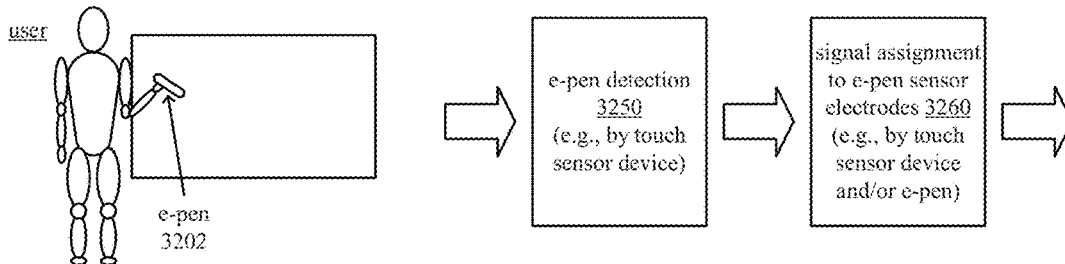 user
e-pen
3202
e-pen detection
3250
(e.g., by touch
sensor device)
signal assignment
to e-pen sensor
electrodes 3260
(e.g., by touch
sensor device
and/or e-pen)